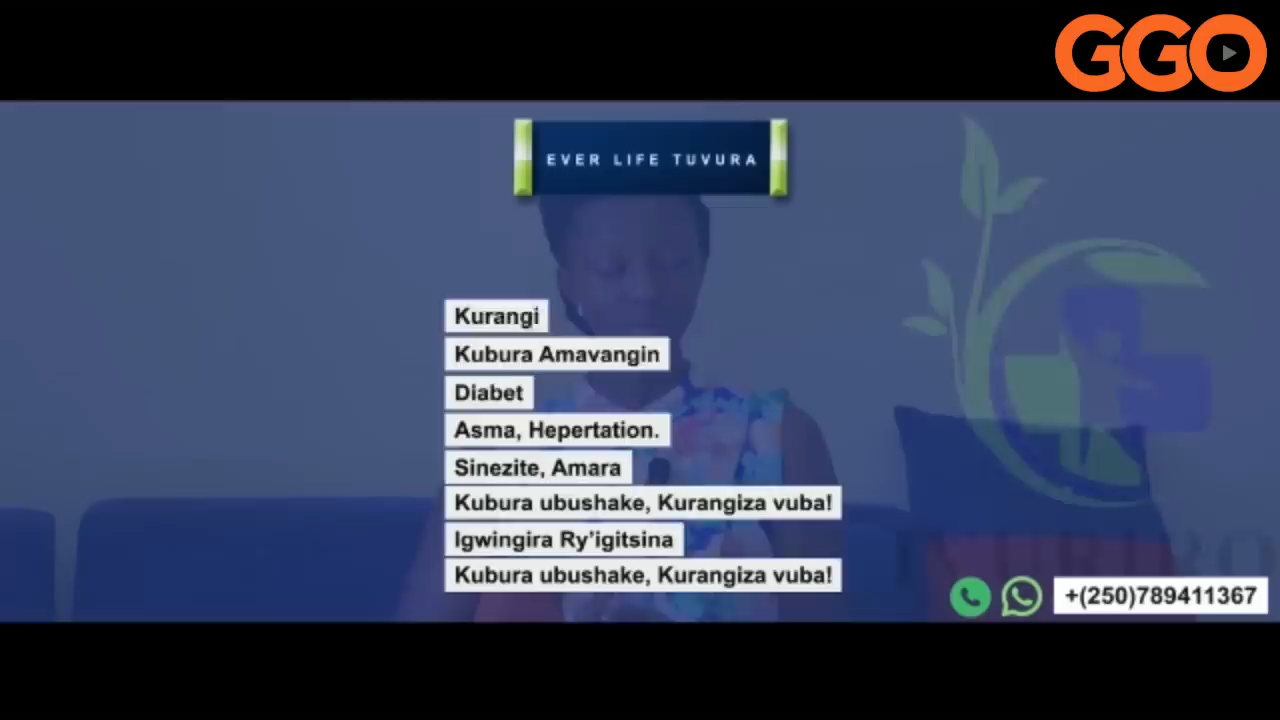 GGO
EVER LIFE TUVURA
Kurangi
Kubura Amavangin
Diabet
Asma, Hepertation.
Sinezite, Amara
Kubura ubushake, Kurangiza vuba!
Igwingira Ry'igitsina
Kubura ubushake, Kurangiza vuba!
+(250)789411367